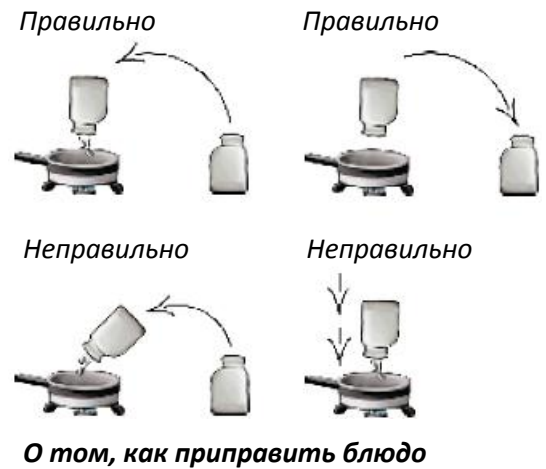 Правильно Правильно
Неправильно Неправильно
О том, как приправить блюдо